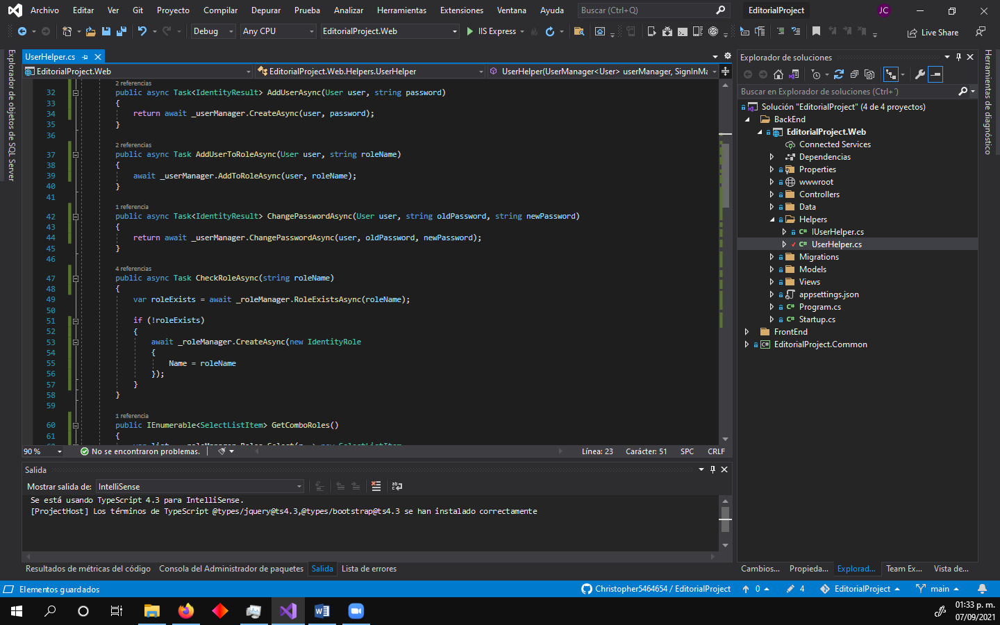 Archivo Editar Ver Git Proyecto Compilar Depurar Prueba Analizar Herramientas Extensiones Ventana Ayuda Buscar (Ctrl+Q) EditorialProject JC
Debug Any CPU EditorialProject.Web IIS Express Live Share
Explorador de objetos de SQL Server
UserHelper.cs
EditorialProject.Web EditorialProject.Web.Helpers.UserHelper UserHelper(UserManager<User> userManager, SignInMa
2 referencias
32 public async Task<IdentityResult> AddUserAsync(User user, string password)
33 {
34 return await _userManager.CreateAsync(user, password);
35 }
36
2 referencias
37 public async Task AddUserToRoleAsync(User user, string roleName)
38 {
39 await _userManager.AddToRoleAsync(user, roleName);
40 }
41
1 referencia
42 public async Task<IdentityResult> ChangePasswordAsync(User user, string oldPassword, string newPassword)
43 {
44 return await _userManager.ChangePasswordAsync(user, oldPassword, newPassword);
45 }
46
4 referencias
47 public async Task CheckRoleAsync(string roleName)
48 {
49 var roleExists = await _roleManager.RoleExistsAsync(roleName);
50
51 if (!roleExists)
52 {
53 await _roleManager.CreateAsync(new IdentityRole
54 {
55 Name = roleName
56 });
57 }
58 }
59
1 referencia
60 public IEnumerable<SelectListItem> GetComboRoles()
61 {
90 % No se encontraron problemas. Línea: 23 Carácter: 51 SPC CRLF
Salida
Mostrar salida de: IntelliSense
Se está usando TypeScript 4.3 para IntelliSense.
[ProjectHost] Los términos de TypeScript @types/jquery@ts4.3,@types/bootstrap@ts4.3 se han instalado correctamente
Resultados de métricas del código Consola del Administrador de paquetes Salida Lista de errores
Explorador de soluciones
Buscar en Explorador de soluciones (Ctrl+´)
Solución "EditorialProject" (4 de 4 proyectos)
BackEnd
EditorialProject.Web
Connected Services
Dependencias
Properties
wwwroot
Controllers
Data
Helpers
C# IUserHelper.cs
C# UserHelper.cs
Migrations
Models
Views
appsettings.json
C# Program.cs
C# Startup.cs
FrontEnd
C# EditorialProject.Common
Cambios... Propieda... Explorad... Team Ex... Vista de...
Herramientas de diagnóstico
Elementos guardados Christopher5464654 / EditorialProject 0 4 EditorialProject main
01:33 p. m.
07/09/2021